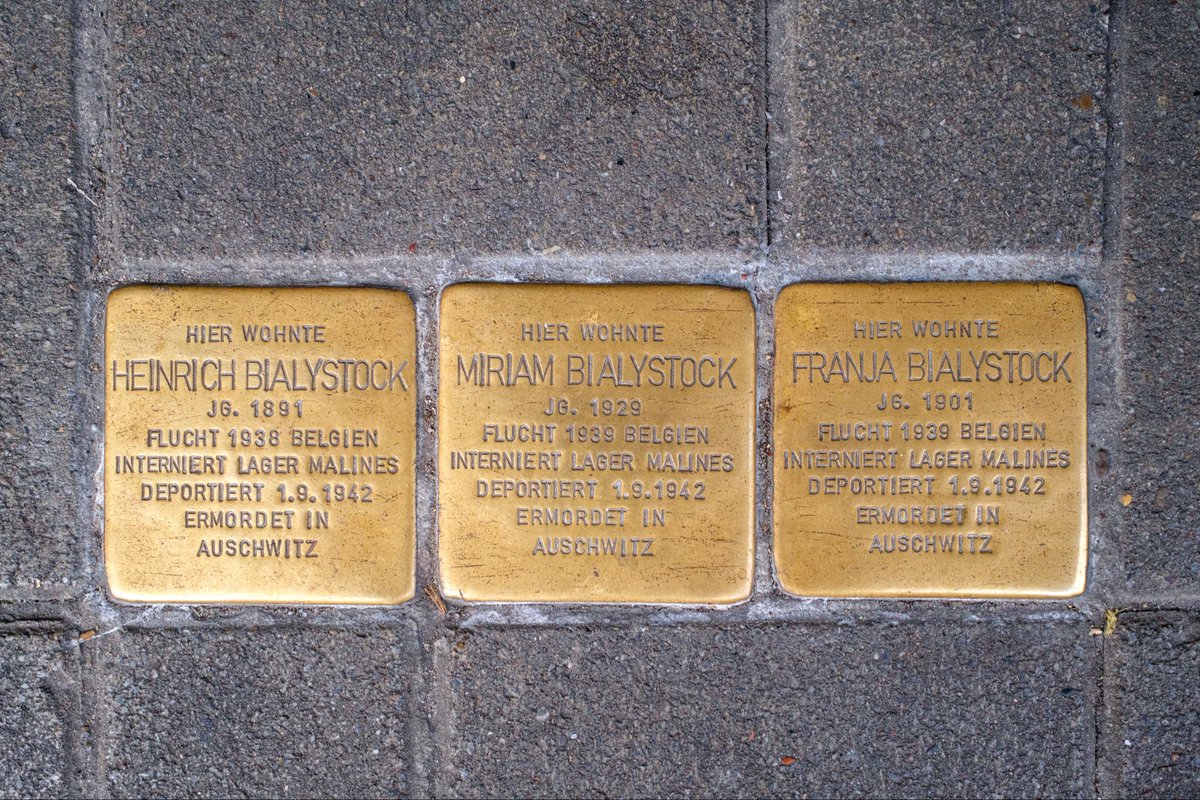 HIER WOHNTE
HEINRICH BIALYSTOCK
JG. 1891
FLUCHT 1938 BELGIEN
INTERNIERT LAGER MALINES
DEPORTIERT 1.9.1942
ERMORDET IN
AUSCHWITZ
HIER WOHNTE
MIRIAM BIALYSTOCK
JG. 1929
FLUCHT 1939 BELGIEN
INTERNIERT LAGER MALINES
DEPORTIERT 1.9.1942
ERMORDET IN
AUSCHWITZ
HIER WOHNTE
FRANJA BIALYSTOCK
JG. 1901
FLUCHT 1939 BELGIEN
INTERNIERT LAGER MALINES
DEPORTIERT 1.9.1942
ERMORDET IN
AUSCHWITZ